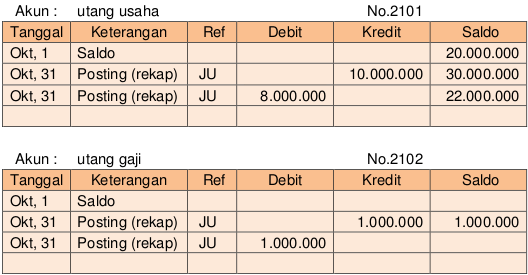 Akun : utang usaha No.2101
Tanggal Keterangan Ref Debit Kredit Saldo
Okt, 1 Saldo 20.000.000
Okt, 31 Posting (rekap) JU 10.000.000 30.000.000
Okt, 31 Posting (rekap) JU 8.000.000 22.000.000
Akun : utang gaji No.2102
Tanggal Keterangan Ref Debit Kredit Saldo
Okt, 1 Saldo
Okt, 31 Posting (rekap) JU 1.000.000 1.000.000
Okt, 31 Posting (rekap) JU 1.000.000